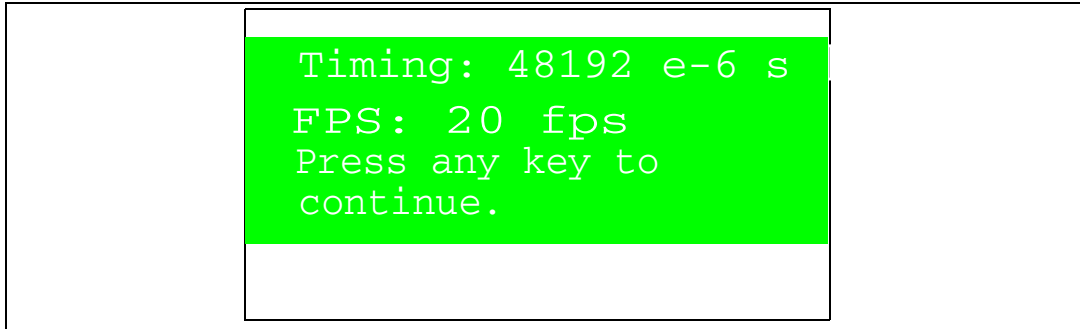 Timing: 48192 e-6 s
FPS: 20 fps
Press any key to
continue.